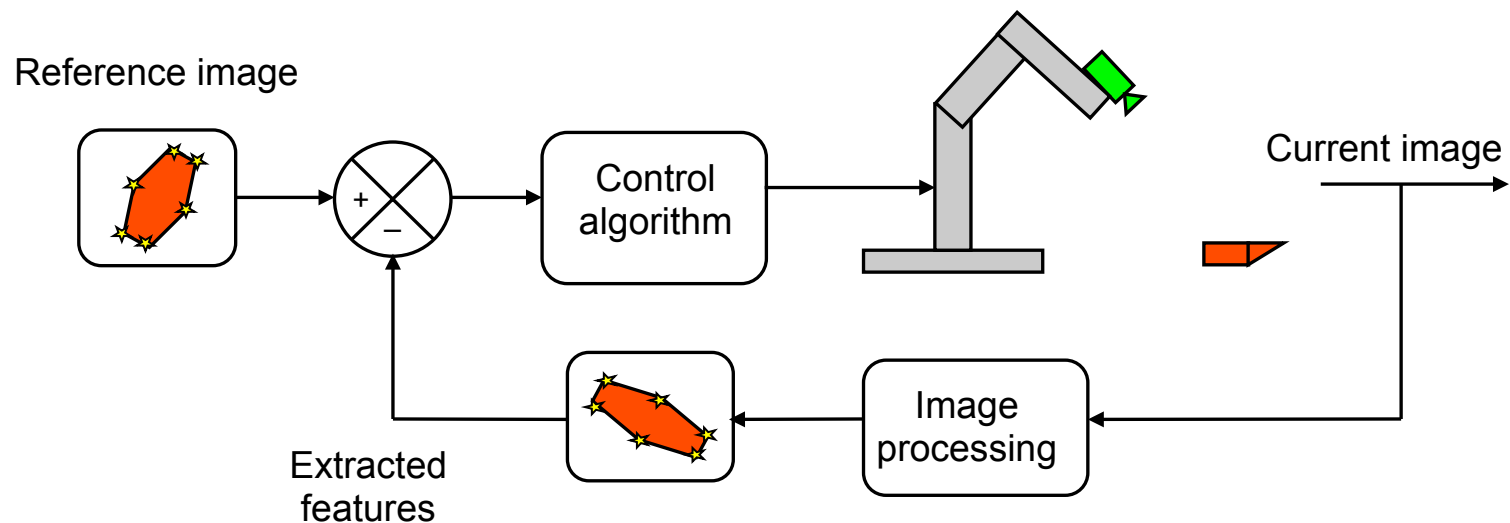 Reference image
Control
algorithm
Current image
+
–
Image
processing
Extracted
features